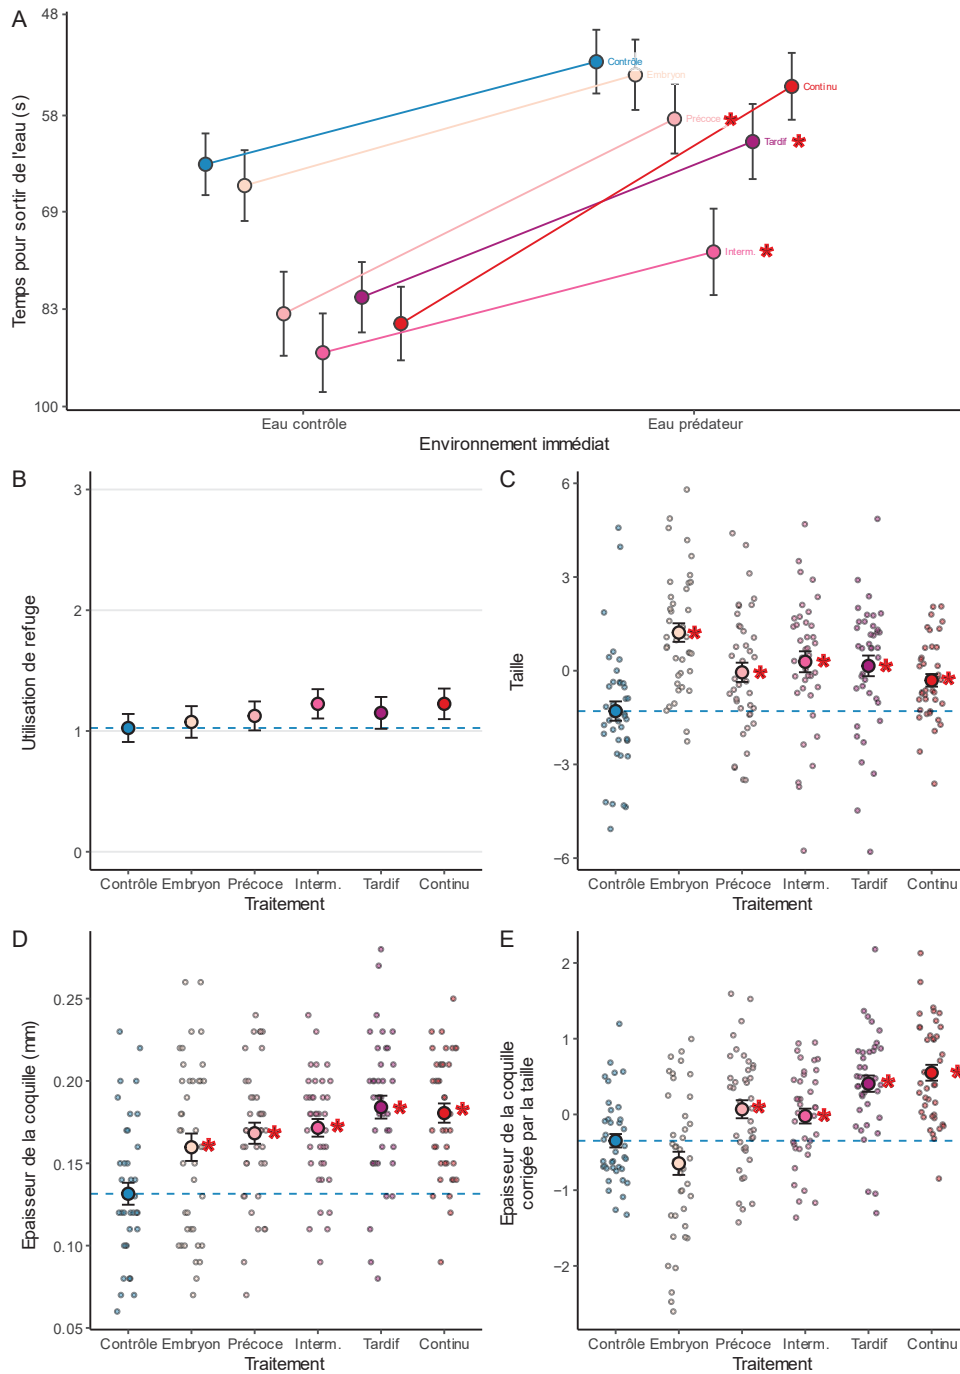 A
Temps pour sortir de l'eau (s)
48
58
69
83
100
Contrôle
Embryon
Continu
Précoce *
Tardif *
Interm. *
Eau contrôle Eau prédateur
Environnement immédiat
B
Utilisation de refuge
3
2
1
0
Contrôle Embryon Précoce Interm. Tardif Continu
Traitement
C
Taille
6
3
0
−3
−6
* * * * *
Contrôle Embryon Précoce Interm. Tardif Continu
Traitement
D
Epaisseur de la coquille (mm)
0.25
0.20
0.15
0.10
0.05
* * * * *
Contrôle Embryon Précoce Interm. Tardif Continu
Traitement
E
Epaisseur de la coquille
corrigée par la taille
2
1
0
−1
−2
* * * *
Contrôle Embryon Précoce Interm. Tardif Continu
Traitement